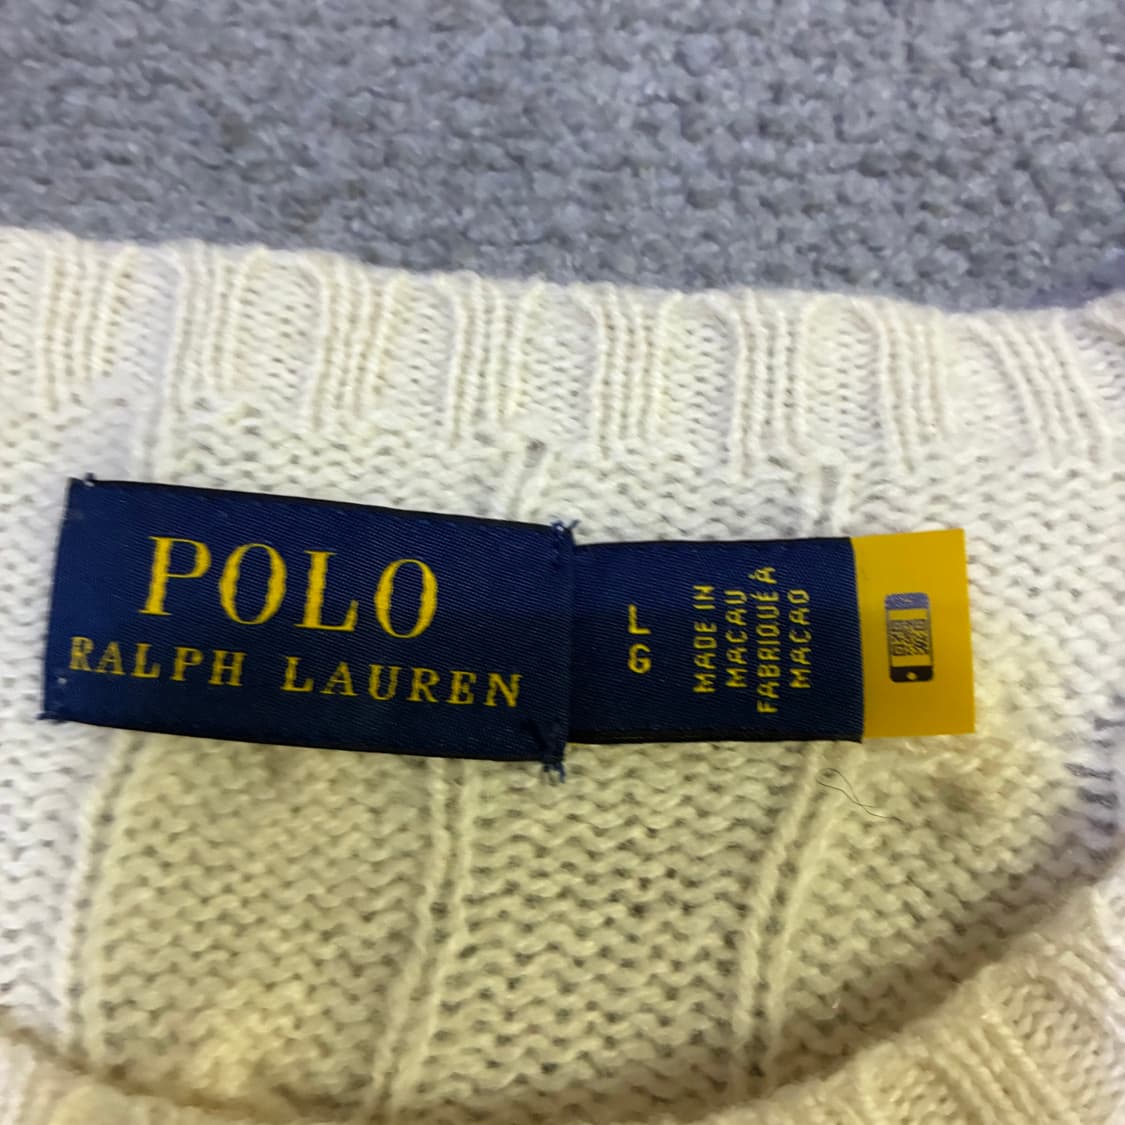 POLO
RALPH LAUREN
L
G
MADE IN
MACAU
FABRIQUÉ À
MACAO